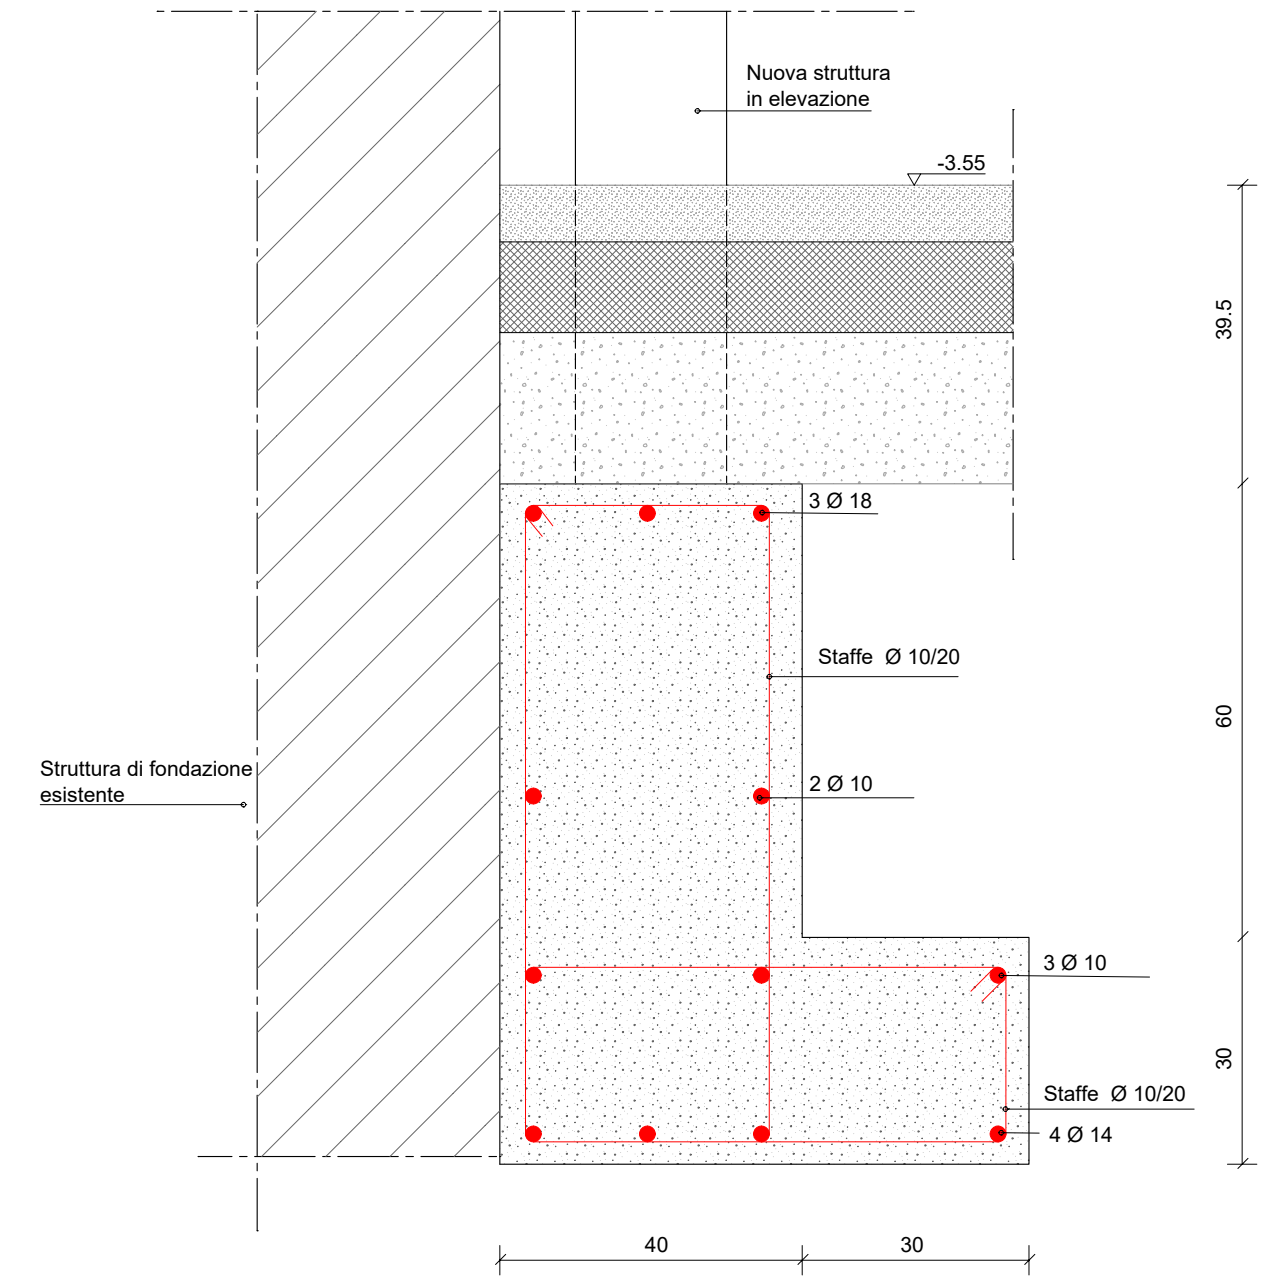 Nuova struttura
in elevazione
-3.55
39.5
3 Ø 18
Staffe  Ø 10/20
60
Struttura di fondazione
esistente
2 Ø 10
3 Ø 10
30
Staffe  Ø 10/20
4 Ø 14
40
30